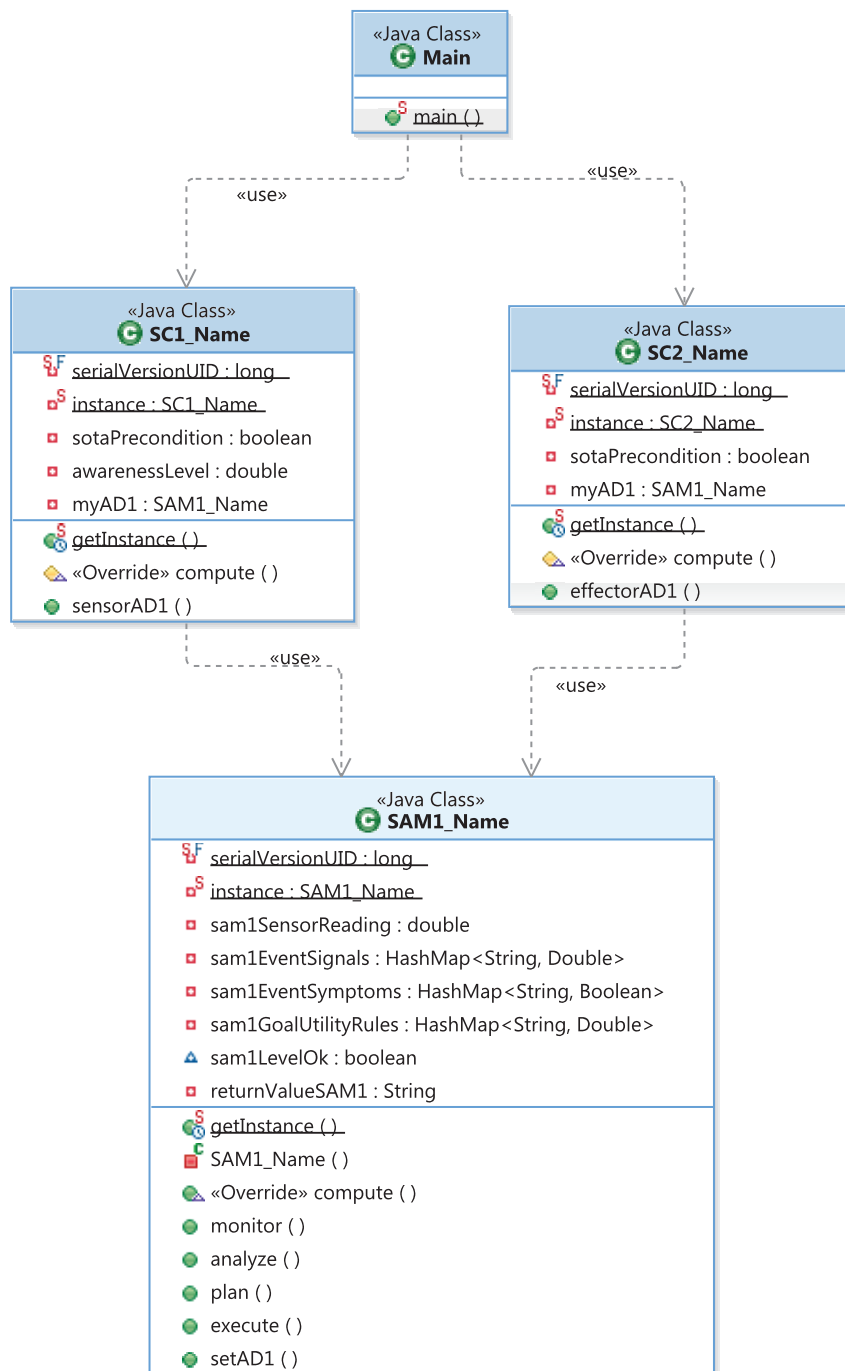 «Java Class»
Main
main ( )
«use»
«use»
«Java Class»
SC1_Name
serialVersionUID : long
instance : SC1_Name
sotaPrecondition : boolean
awarenessLevel : double
myAD1 : SAM1_Name
getInstance ( )
«Override» compute ( )
sensorAD1 ( )
«Java Class»
SC2_Name
serialVersionUID : long
instance : SC2_Name
sotaPrecondition : boolean
myAD1 : SAM1_Name
getInstance ( )
«Override» compute ( )
effectorAD1 ( )
«use»
«use»
«Java Class»
SAM1_Name
serialVersionUID : long
instance : SAM1_Name
sam1SensorReading : double
sam1EventSignals : HashMap<String, Double>
sam1EventSymptoms : HashMap<String, Boolean>
sam1GoalUtilityRules : HashMap<String, Double>
sam1LevelOk : boolean
returnValueSAM1 : String
getInstance ( )
SAM1_Name ( )
«Override» compute ( )
monitor ( )
analyze ( )
plan ( )
execute ( )
setAD1 ( )